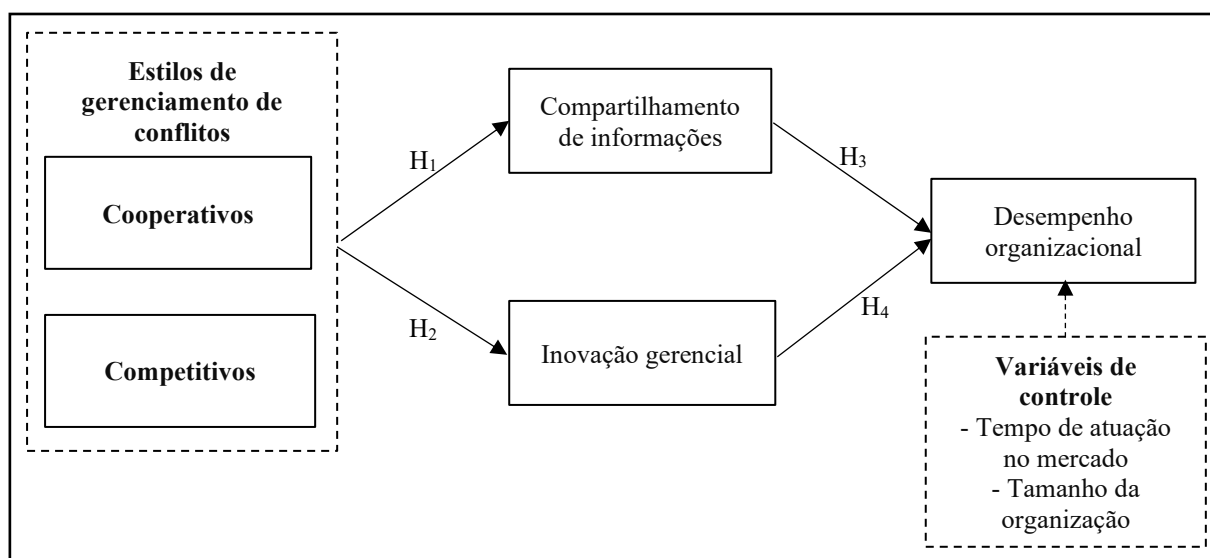 Estilos de
gerenciamento de
conflitos
Cooperativos
Competitivos
H₁
H₂
Compartilhamento
de informações
Inovação gerencial
H₃
H₄
Desempenho
organizacional
Variáveis de
controle
- Tempo de atuação
no mercado
- Tamanho da
organização